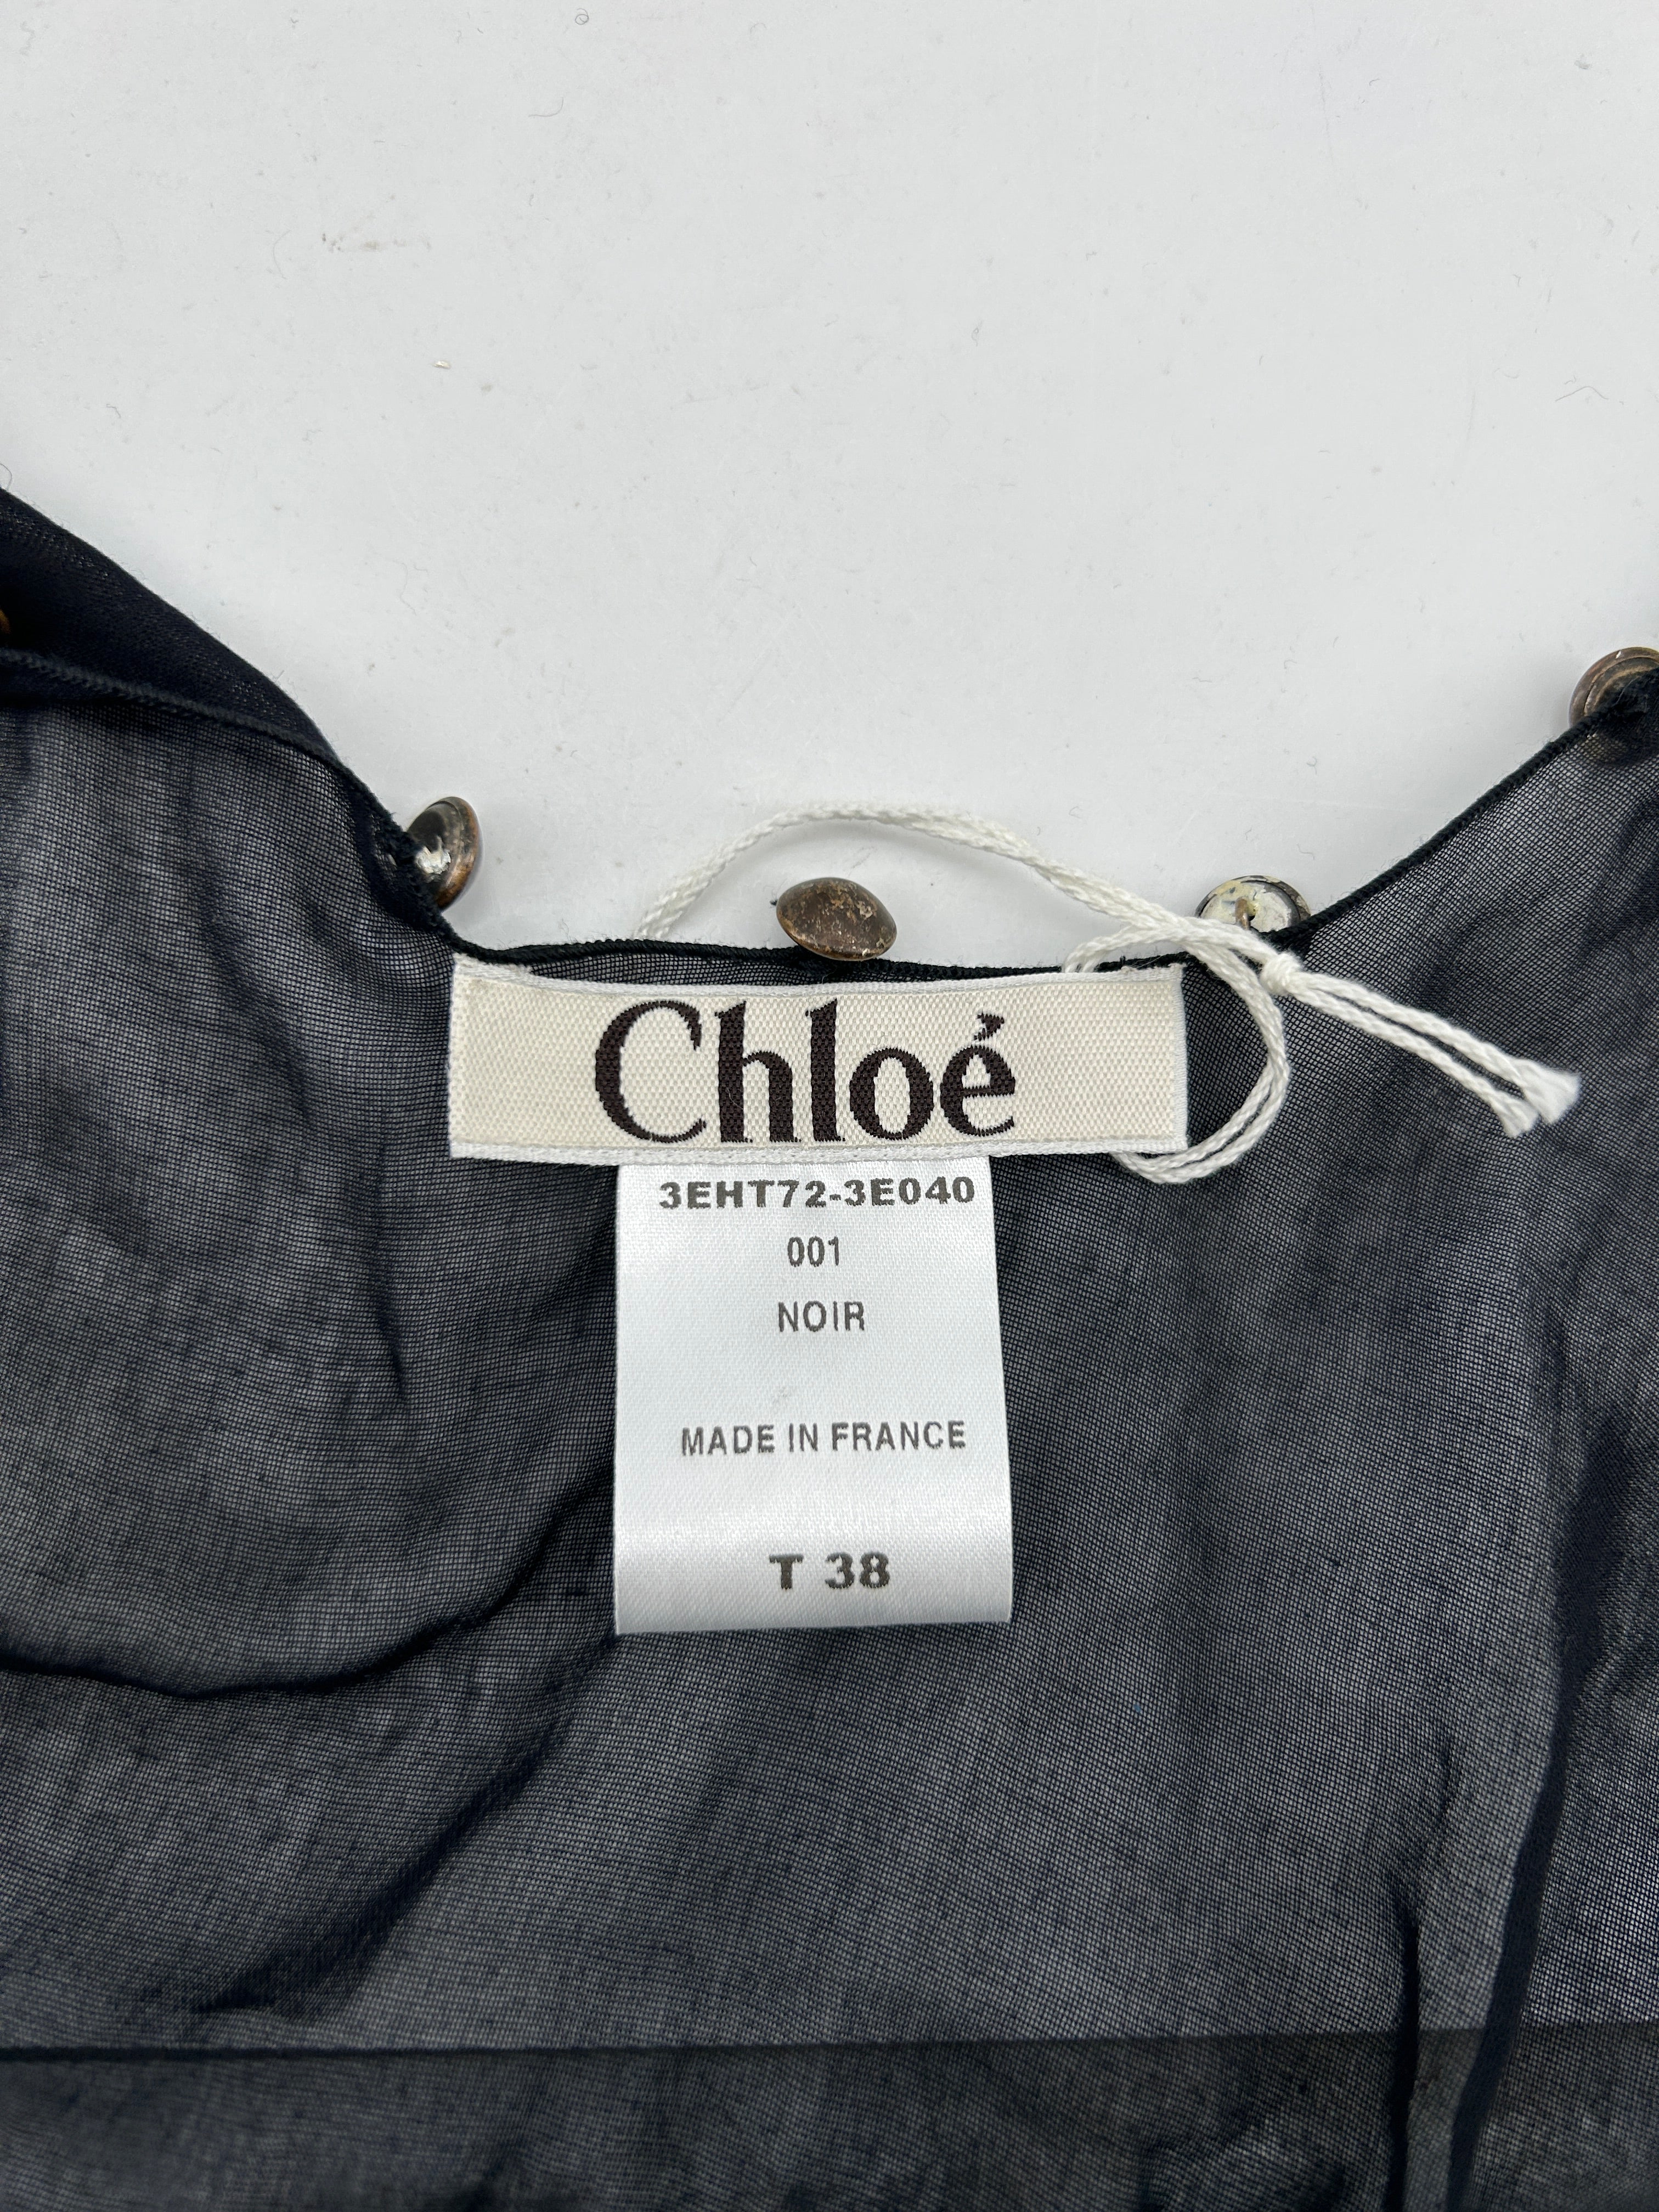 Chloé
3EHT72-3E040
001
NOIR
MADE IN FRANCE
T 38